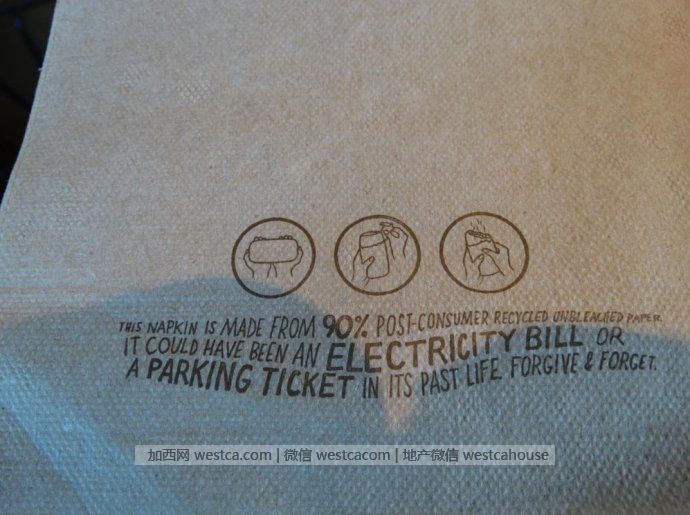 THIS NAPKIN IS MADE FROM 90% POST-CONSUMER RECYCLED UNBLEACHED PAPER.
IT COULD HAVE BEEN AN ELECTRICITY BILL OR
A PARKING TICKET IN ITS PAST LIFE. FORGIVE & FORGET.
加西网 westca.com | 微信 westcacom | 地产微信 westcahouse